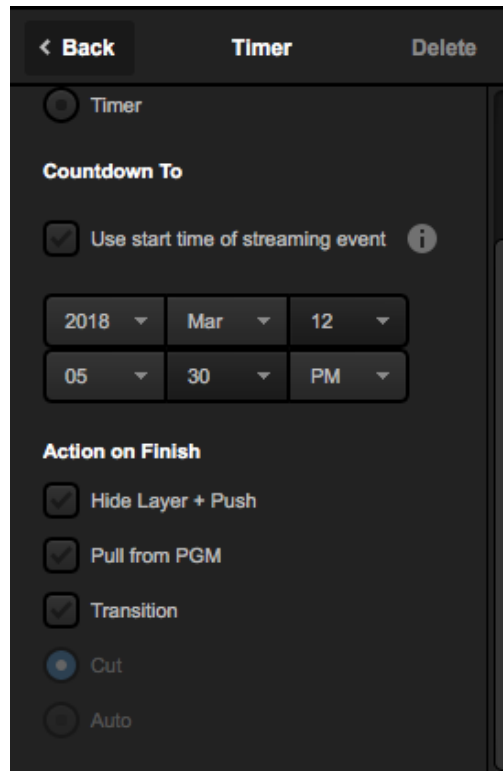 Back Timer Delete
Timer
Countdown To
Use start time of streaming event
2018 Mar 12
05 30 PM
Action on Finish
Hide Layer + Push
Pull from PGM
Transition
Cut
Auto